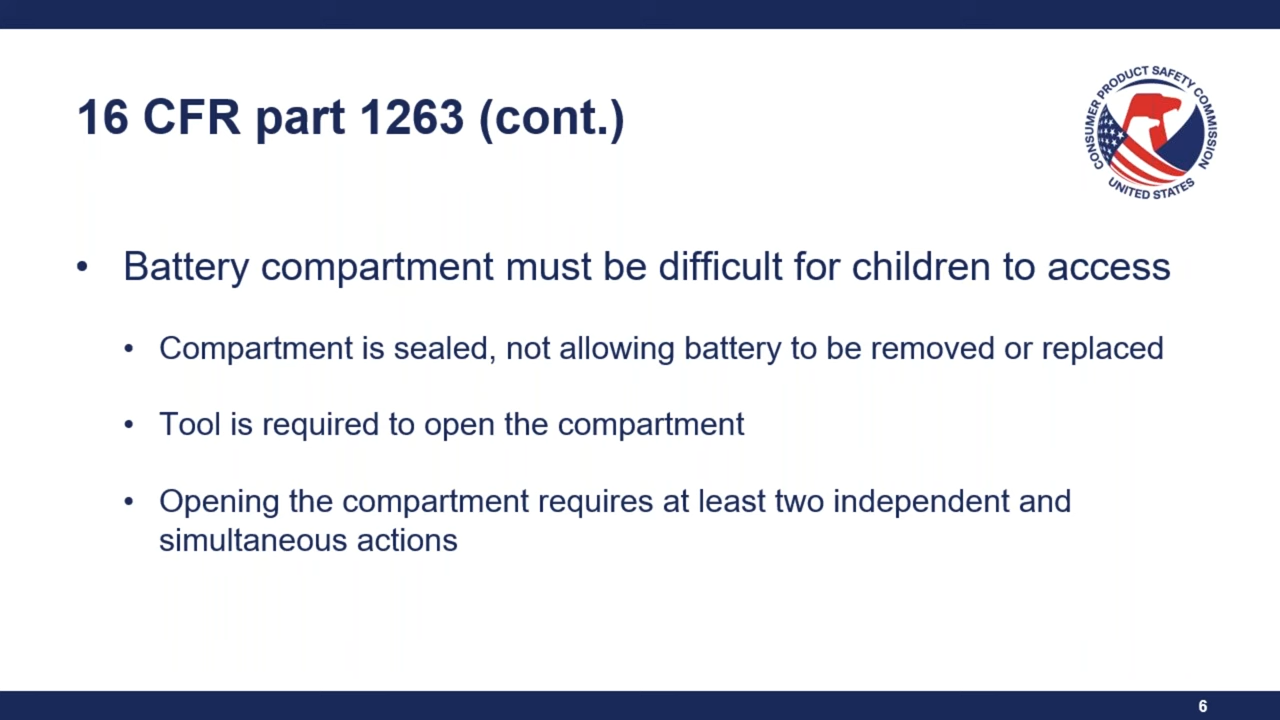 16 CFR part 1263 (cont.)
CONSUMER PRODUCT SAFETY COMMISSION
UNITED STATES
• Battery compartment must be difficult for children to access
• Compartment is sealed, not allowing battery to be removed or replaced
• Tool is required to open the compartment
• Opening the compartment requires at least two independent and
simultaneous actions
6